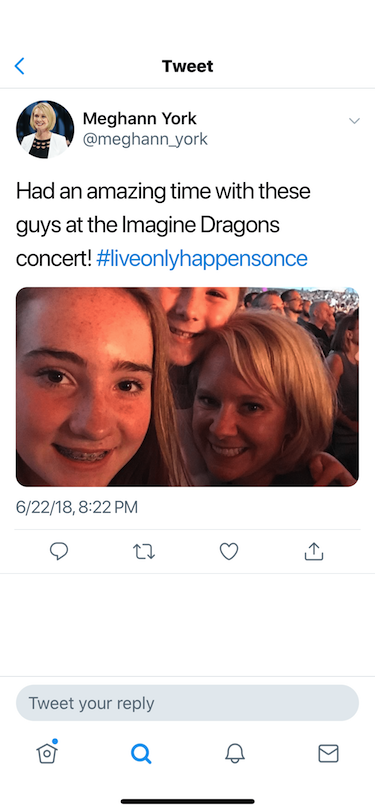 Tweet
Meghann York
@meghann_york
Had an amazing time with these
guys at the Imagine Dragons
concert! #liveonlyhappensonce
6/22/18, 8:22 PM
Tweet your reply